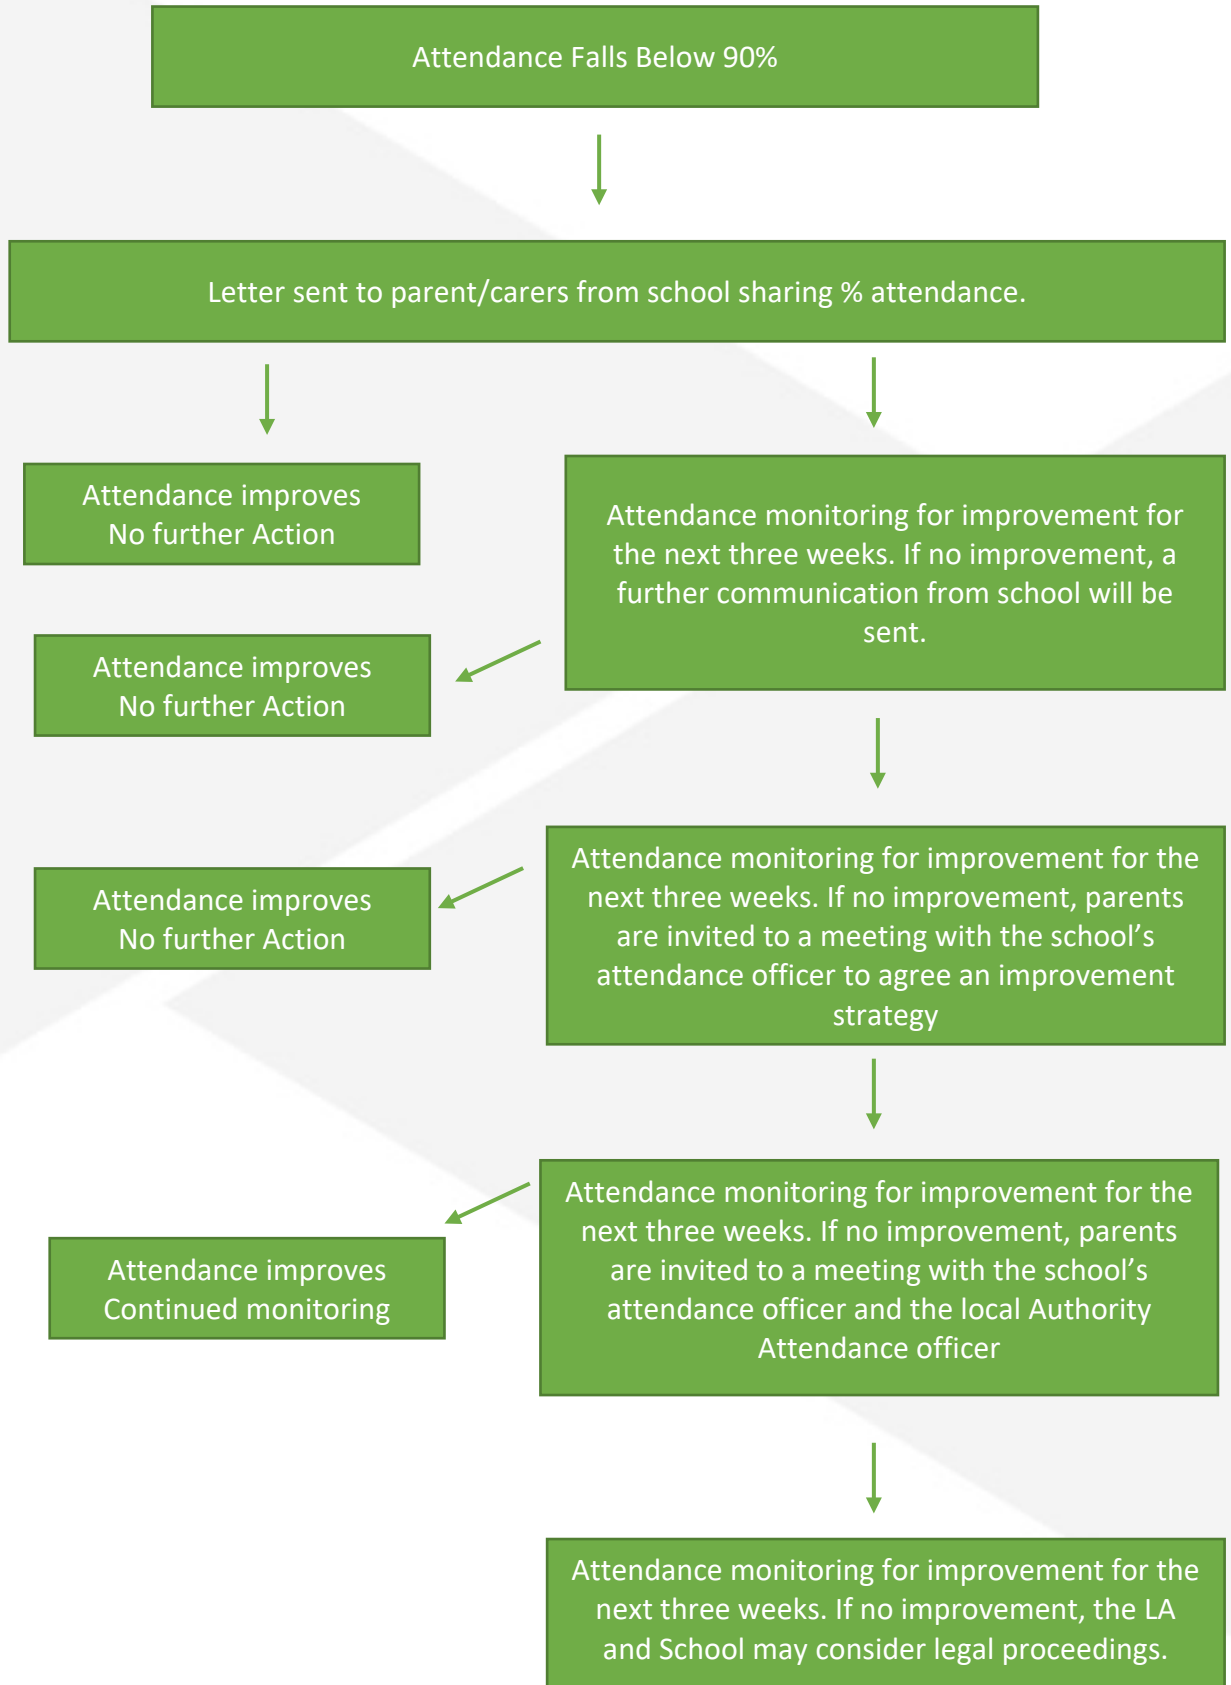 Attendance Falls Below 90%
Letter sent to parent/carers from school sharing % attendance.
Attendance improves
No further Action
Attendance monitoring for improvement for
the next three weeks. If no improvement, a
further communication from school will be
sent.
Attendance improves
No further Action
Attendance monitoring for improvement for the
next three weeks. If no improvement, parents
are invited to a meeting with the school’s
attendance officer to agree an improvement
strategy
Attendance improves
No further Action
Attendance monitoring for improvement for the
next three weeks. If no improvement, parents
are invited to a meeting with the school’s
attendance officer and the local Authority
Attendance officer
Attendance improves
Continued monitoring
Attendance monitoring for improvement for the
next three weeks. If no improvement, the LA
and School may consider legal proceedings.